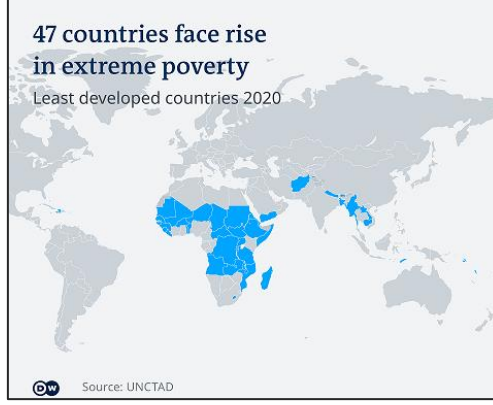 47 countries face rise
in extreme poverty
Least developed countries 2020
DW Source: UNCTAD